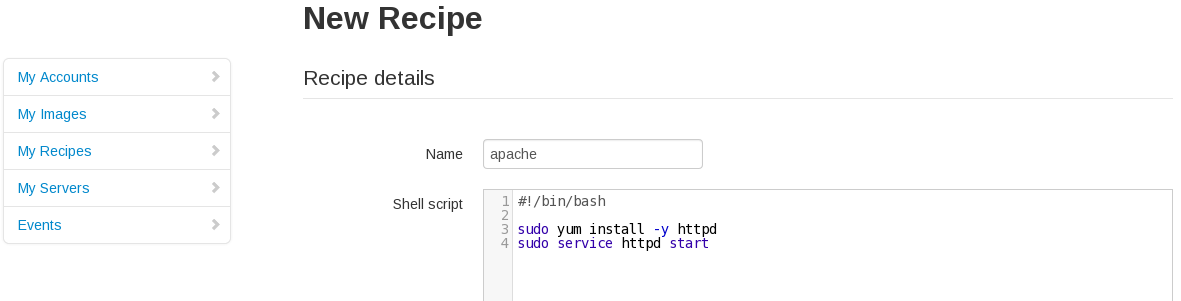 New Recipe
My Accounts
My Images
My Recipes
My Servers
Events
Recipe details
Name
apache
Shell script
1 #!/bin/bash
2
3 sudo yum install -y httpd
4 sudo service httpd start